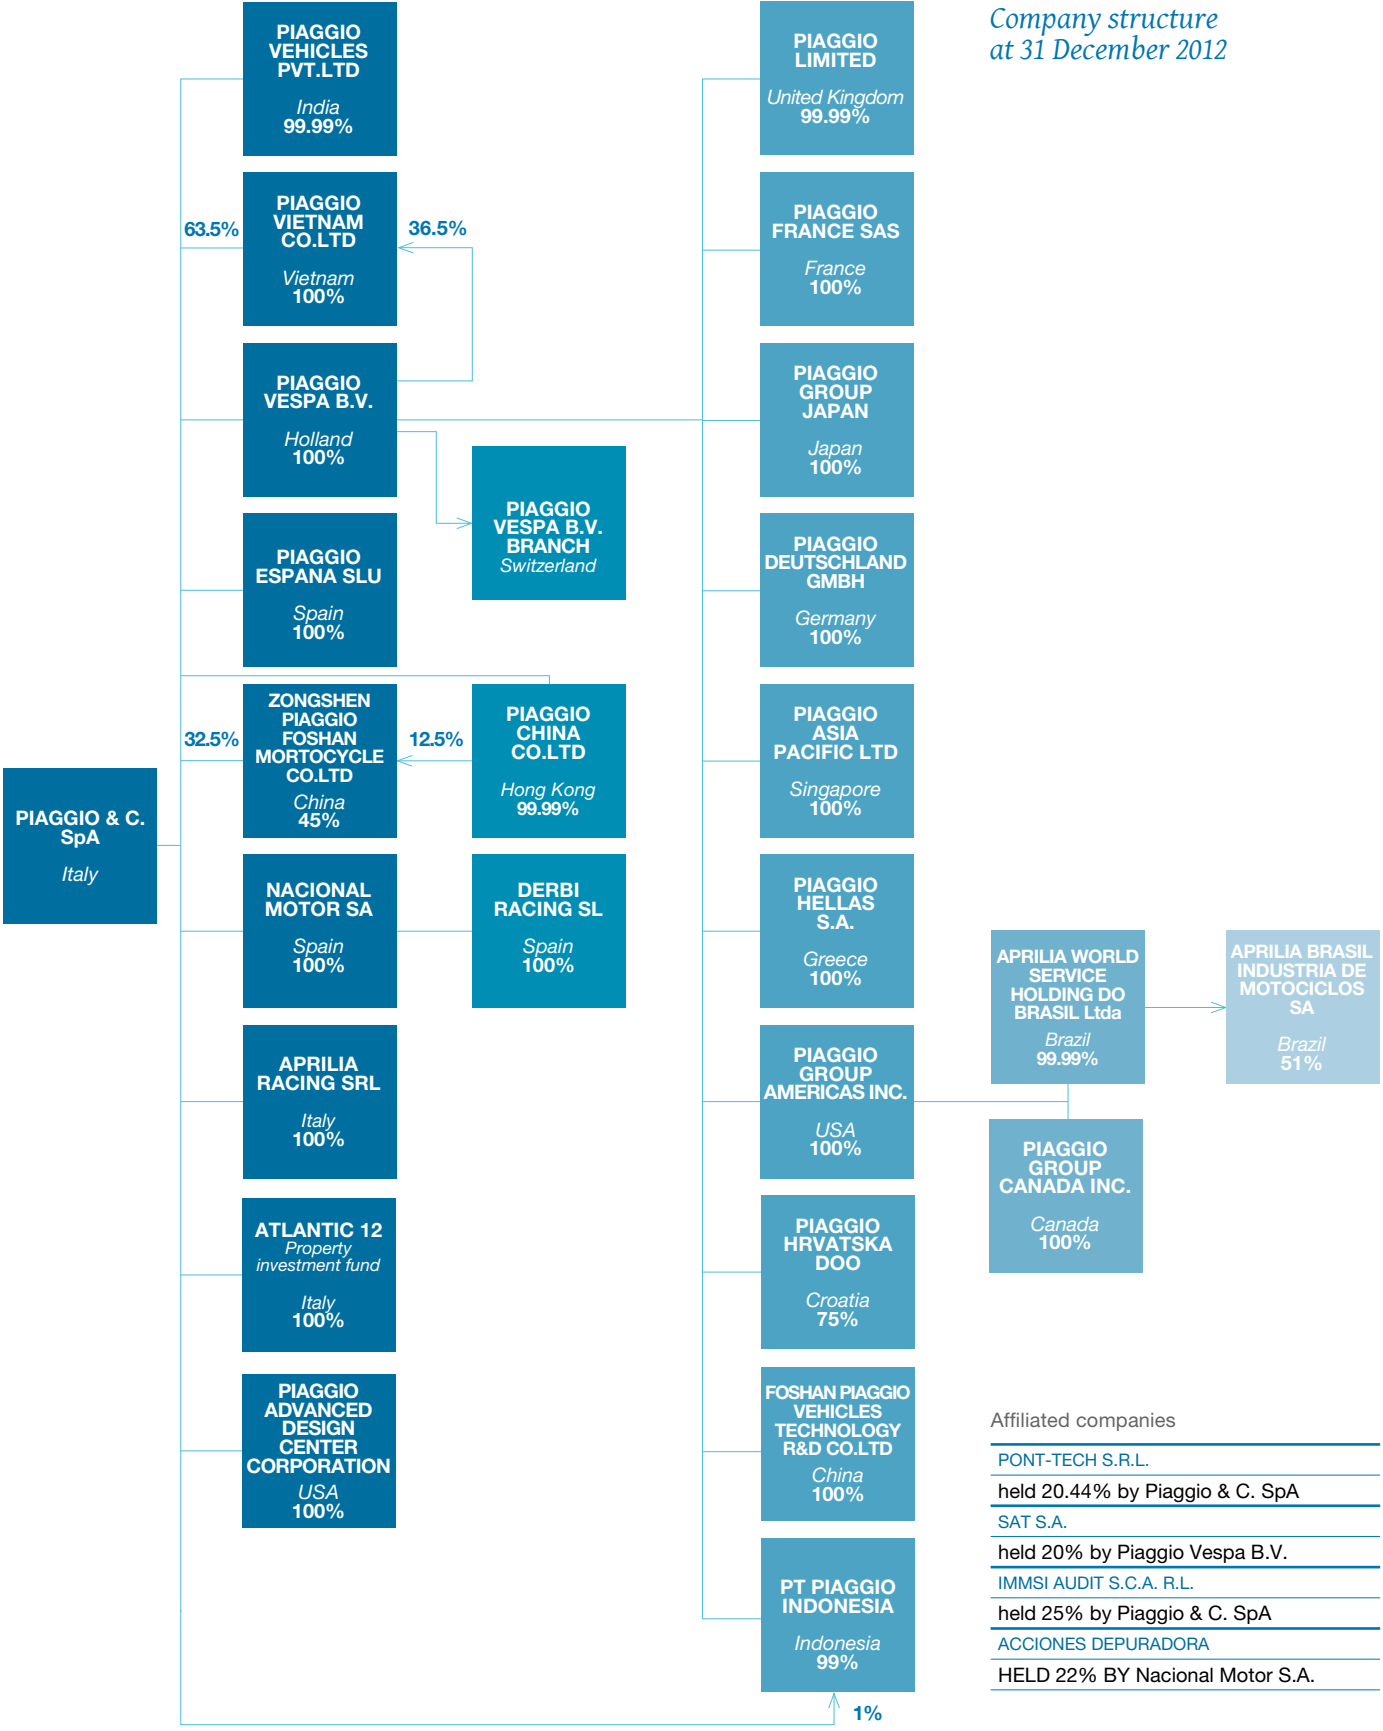 Company structure
at 31 December 2012
PIAGGIO & C.
SpA
Italy
PIAGGIO
VEHICLES
PVT.LTD
India
99.99%
63.5%
PIAGGIO
VIETNAM
CO.LTD
Vietnam
100%
36.5%
PIAGGIO
VESPA B.V.
Holland
100%
PIAGGIO
VESPA B.V.
BRANCH
Switzerland
PIAGGIO
ESPANA SLU
Spain
100%
32.5%
ZONGSHEN
PIAGGIO
FOSHAN
MORTOCYCLE
CO.LTD
China
45%
12.5%
PIAGGIO
CHINA
CO.LTD
Hong Kong
99.99%
NACIONAL
MOTOR SA
Spain
100%
DERBI
RACING SL
Spain
100%
APRILIA
RACING SRL
Italy
100%
ATLANTIC 12
Property
investment fund
Italy
100%
PIAGGIO
ADVANCED
DESIGN
CENTER
CORPORATION
USA
100%
PIAGGIO
LIMITED
United Kingdom
99.99%
PIAGGIO
FRANCE SAS
France
100%
PIAGGIO
GROUP
JAPAN
Japan
100%
PIAGGIO
DEUTSCHLAND
GMBH
Germany
100%
PIAGGIO
ASIA
PACIFIC LTD
Singapore
100%
PIAGGIO
HELLAS
S.A.
Greece
100%
PIAGGIO
GROUP
AMERICAS INC.
USA
100%
APRILIA WORLD
SERVICE
HOLDING DO
BRASIL Ltda
Brazil
99.99%
APRILIA BRASIL
INDUSTRIA DE
MOTOCICLOS
SA
Brazil
51%
PIAGGIO
GROUP
CANADA INC.
Canada
100%
PIAGGIO
HRVATSKA
DOO
Croatia
75%
FOSHAN PIAGGIO
VEHICLES
TECHNOLOGY
R&D CO.LTD
China
100%
PT PIAGGIO
INDONESIA
Indonesia
99%
1%
Affiliated companies
PONT-TECH S.R.L.
held 20.44% by Piaggio & C. SpA
SAT S.A.
held 20% by Piaggio Vespa B.V.
IMMSI AUDIT S.C.A. R.L.
held 25% by Piaggio & C. SpA
ACCIONES DEPURADORA
HELD 22% BY Nacional Motor S.A.